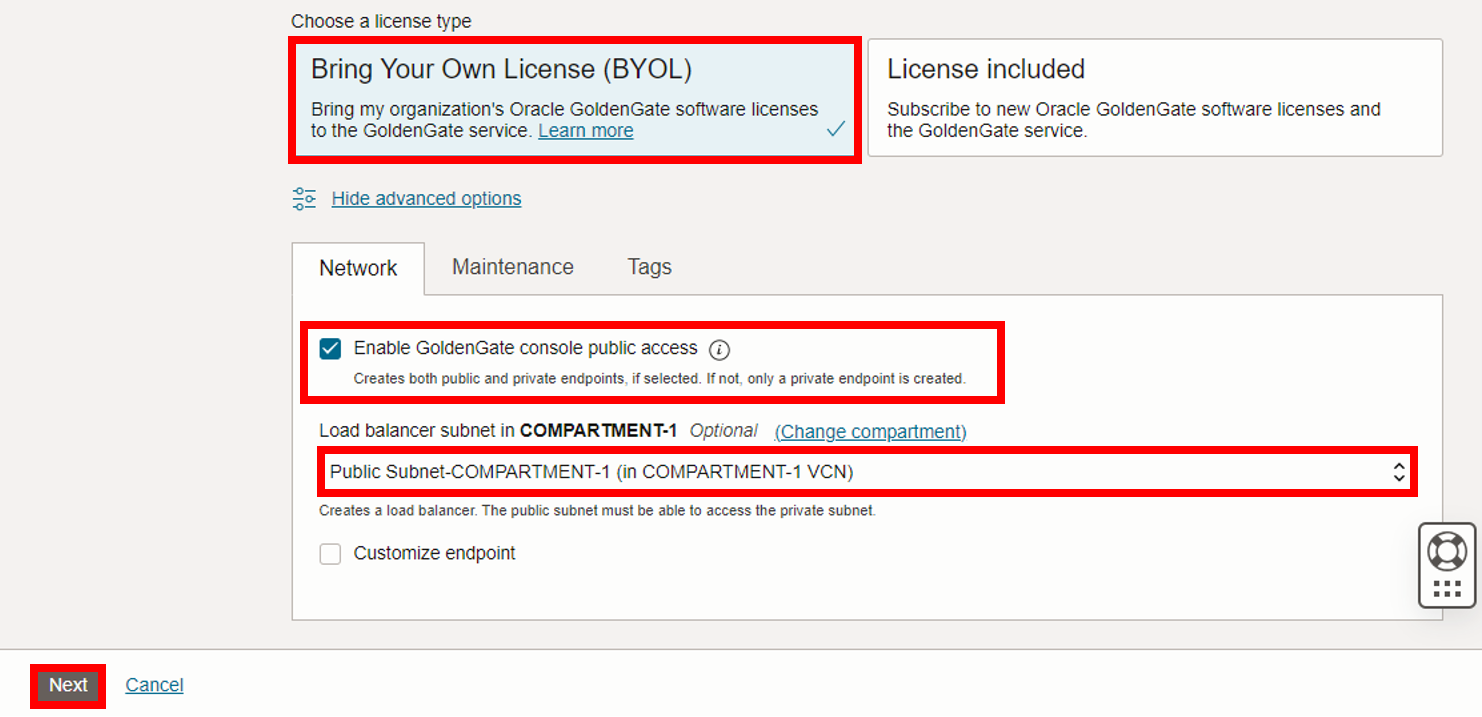 Choose a license type
Bring Your Own License (BYOL)
Bring my organization's Oracle GoldenGate software licenses
to the GoldenGate service. Learn more
License included
Subscribe to new Oracle GoldenGate software licenses and
the GoldenGate service.
Hide advanced options
Network
Maintenance
Tags
Enable GoldenGate console public access
Creates both public and private endpoints, if selected. If not, only a private endpoint is created.
Load balancer subnet in COMPARTMENT-1 Optional (Change compartment)
Public Subnet-COMPARTMENT-1 (in COMPARTMENT-1 VCN)
Creates a load balancer. The public subnet must be able to access the private subnet.
Customize endpoint
Next
Cancel